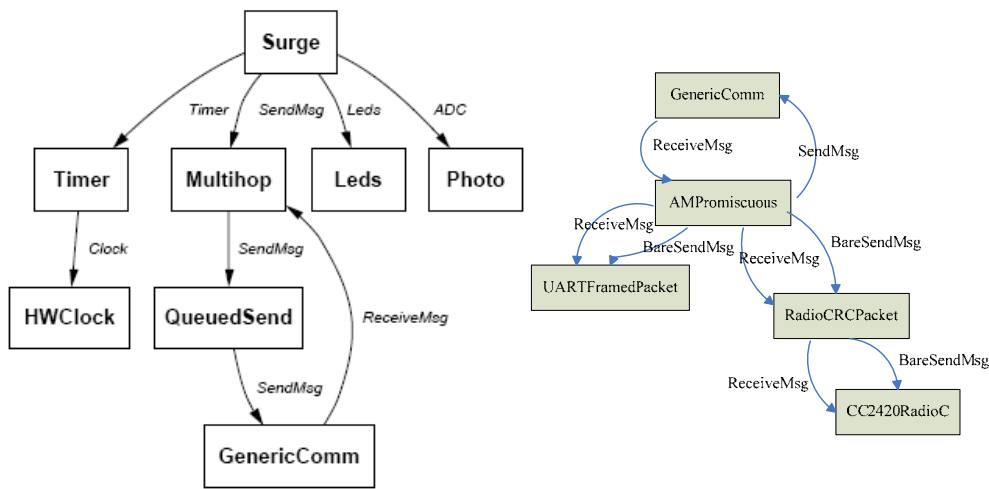 Surge
Timer
SendMsg
Leds
ADC
Timer
Multihop
Leds
Photo
Clock
SendMsg
HWClock
QueuedSend
ReceiveMsg
SendMsg
GenericComm
GenericComm
ReceiveMsg
SendMsg
AMPromiscuous
ReceiveMsg
BareSendMsg
ReceiveMsg
BareSendMsg
UARTFramedPacket
RadioCRCPacket
ReceiveMsg
BareSendMsg
CC2420RadioC